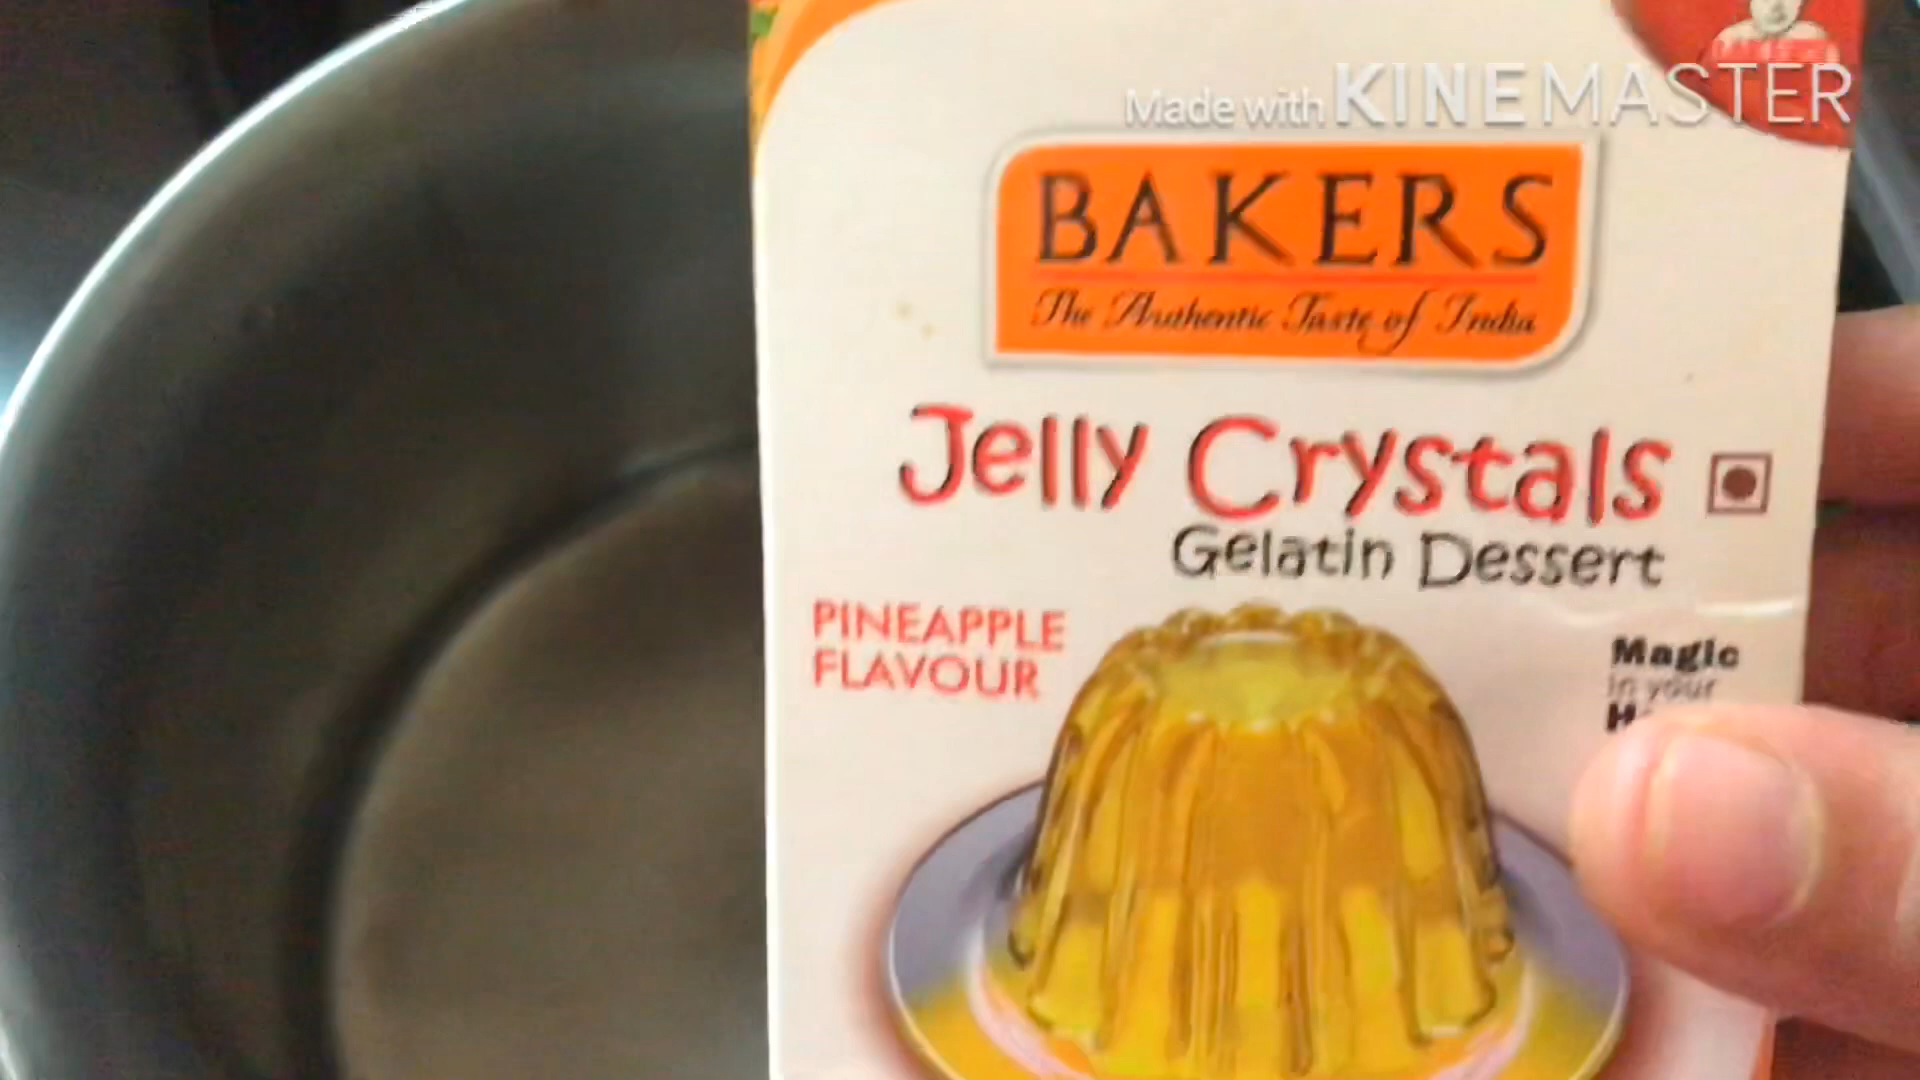 Made with KINEMASTER
BAKERS
The Authentic Taste of India
Jelly Crystals
Gelatin Dessert
PINEAPPLE
FLAVOUR
Magic
in your